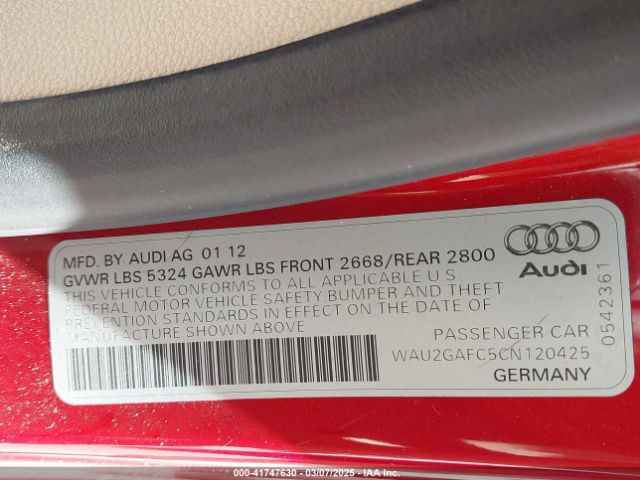 MFD. BY AUDI AG 01 12
GVWR LBS 5324 GAWR LBS FRONT 2668/REAR 2800
THIS VEHICLE CONFORMS TO ALL APPLICABLE U S
FEDERAL MOTOR VEHICLE SAFETY, BUMPER AND THEFT
PREVENTION STANDARDS IN EFFECT ON THE DATE OF
MANUFACTURE SHOWN ABOVE
Audi
0542361
PASSENGER CAR
WAU2GAFC5CN120425
GERMANY
000-41747630 - 03/07/2025 - IAA Inc.